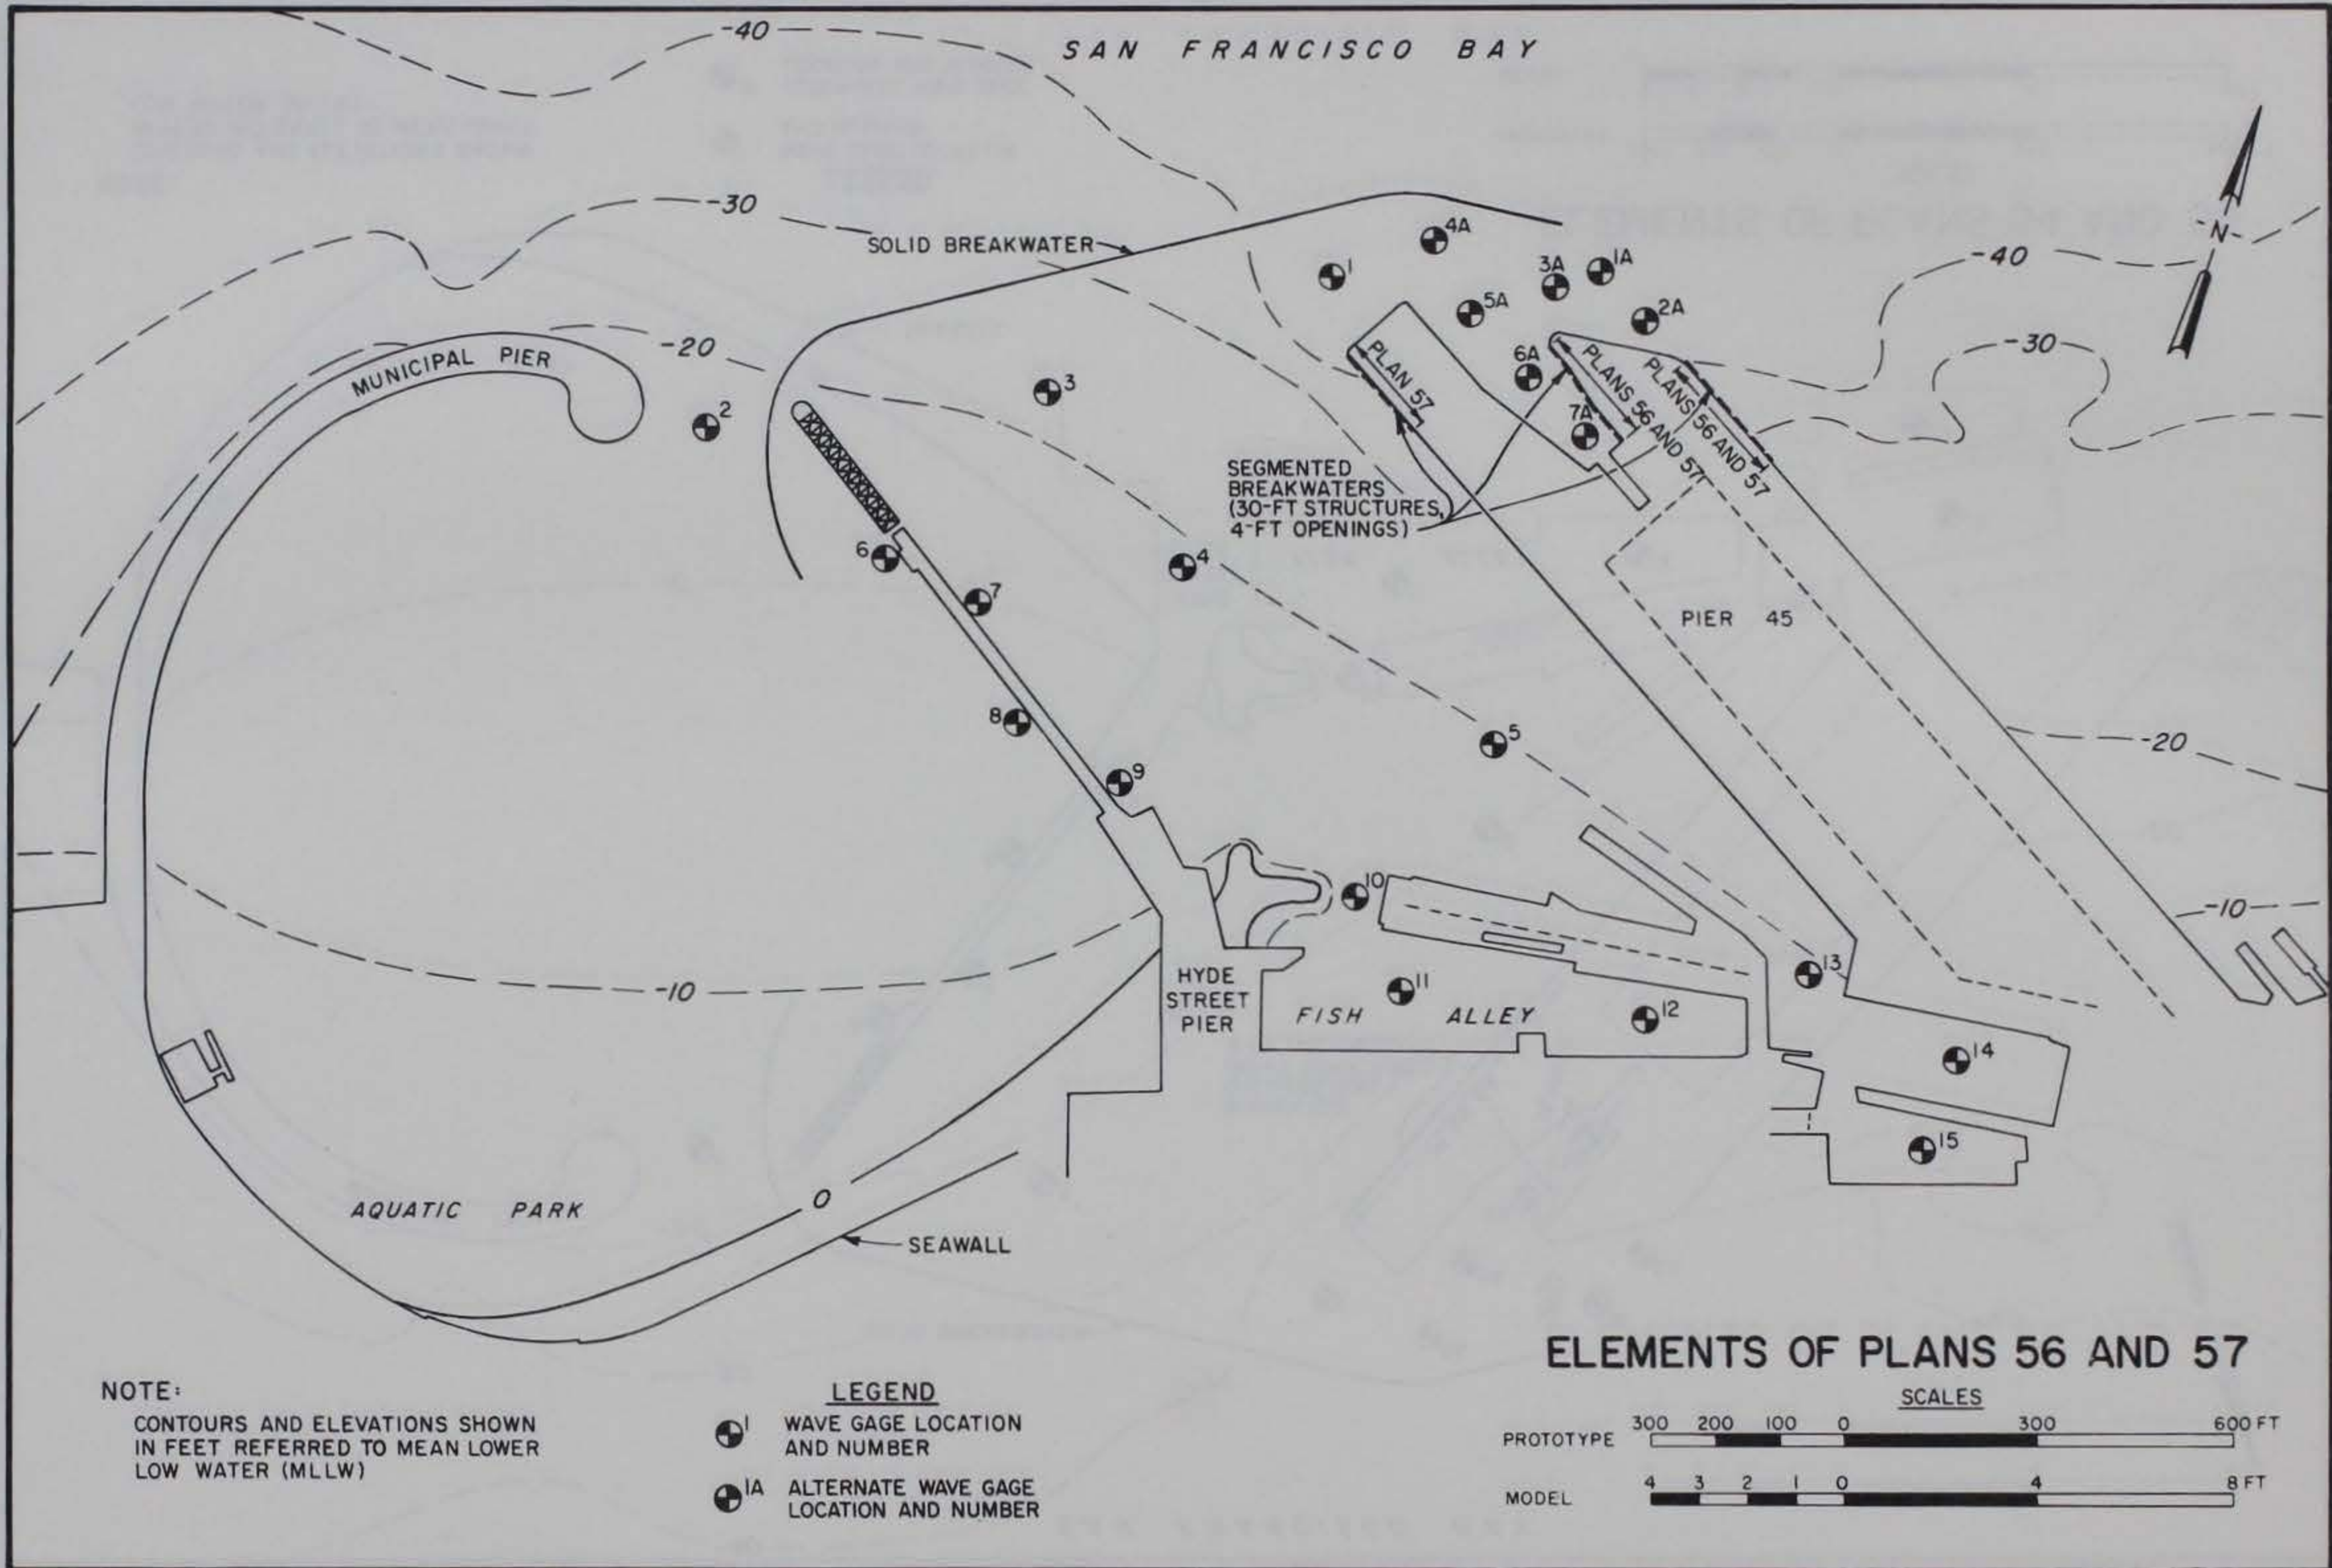 SAN FRANCISCO BAY
-40
-30
SOLID BREAKWATER
4A
1
3A
1A
5A
2A
-N-
-40
-30
-20
MUNICIPAL PIER
2
3
PLAN 57
6A
7A
PLANS 56 AND 57
PLANS 56 AND 57
SEGMENTED
BREAKWATERS
(30-FT STRUCTURES,
4-FT OPENINGS)
6
7
4
PIER 45
8
5
9
-20
10
-10
-10
HYDE
STREET
PIER
11
FISH ALLEY
12
13
14
15
AQUATIC PARK
0
SEAWALL
ELEMENTS OF PLANS 56 AND 57
SCALES
PROTOTYPE
300 200 100 0 300 600 FT
MODEL
4 3 2 1 0 4 8 FT
NOTE:
CONTOURS AND ELEVATIONS SHOWN
IN FEET REFERRED TO MEAN LOWER
LOW WATER (MLLW)
LEGEND
1 WAVE GAGE LOCATION
AND NUMBER
1A ALTERNATE WAVE GAGE
LOCATION AND NUMBER